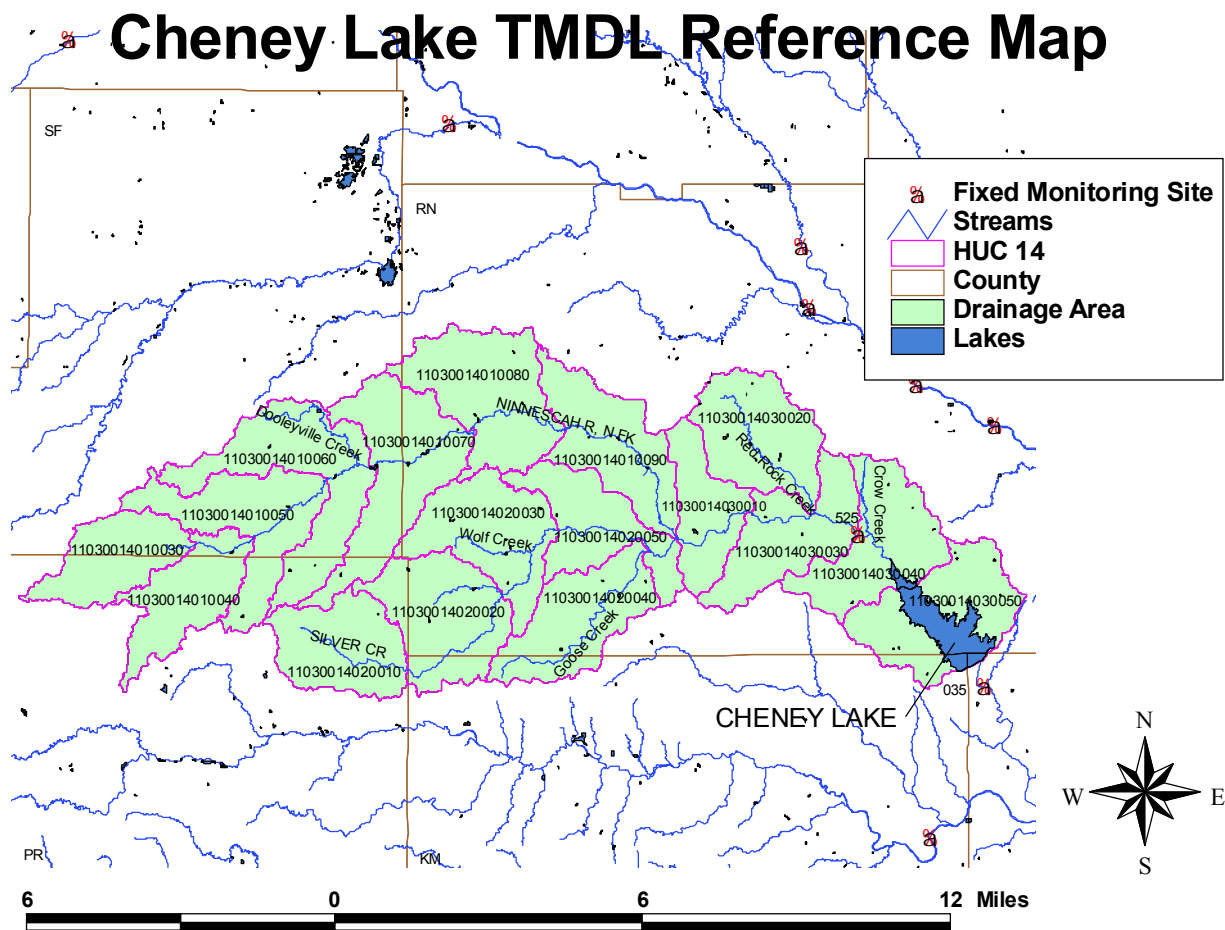 Cheney Lake TMDL Reference Map
SF
RN
Fixed Monitoring Site
Streams
HUC 14
County
Drainage Area
Lakes
11030014010080
Dooleyville Creek
NINNESCAH R, N FK
11030014030020
11030014010070
11030014010060
11030014010090
Red Rock Creek
Crow Creek
11030014010050
11030014020030
11030014030010
525
Wolf Creek
11030014020050
11030014010030
11030014030030
11030014030040
11030014010040
11030014020020
11030014020040
11030014030050
SILVER CR
Goose Creek
11030014020010
035
CHENEY LAKE
N
W E
S
PR
KM
6 0 6 12 Miles